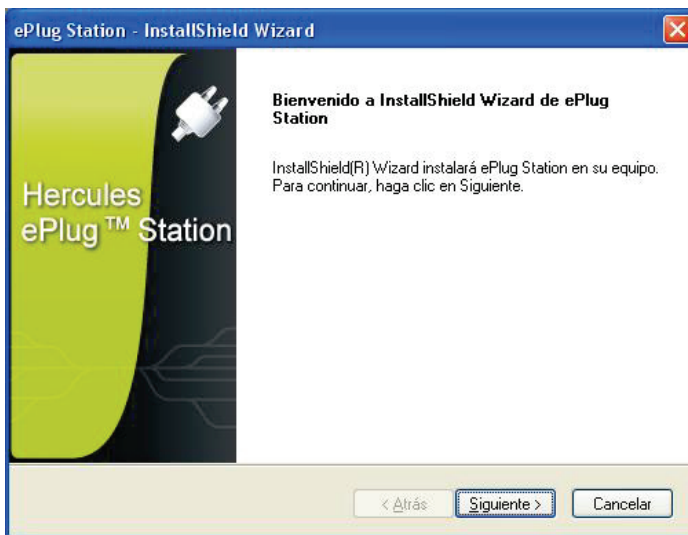 ePlug Station - InstallShield Wizard
Hercules
ePlug™ Station
Bienvenido a InstallShield Wizard de ePlug
Station
InstallShield(R) Wizard instalará ePlug Station en su equipo.
Para continuar, haga clic en Siguiente.
< Atrás
Siguiente >
Cancelar